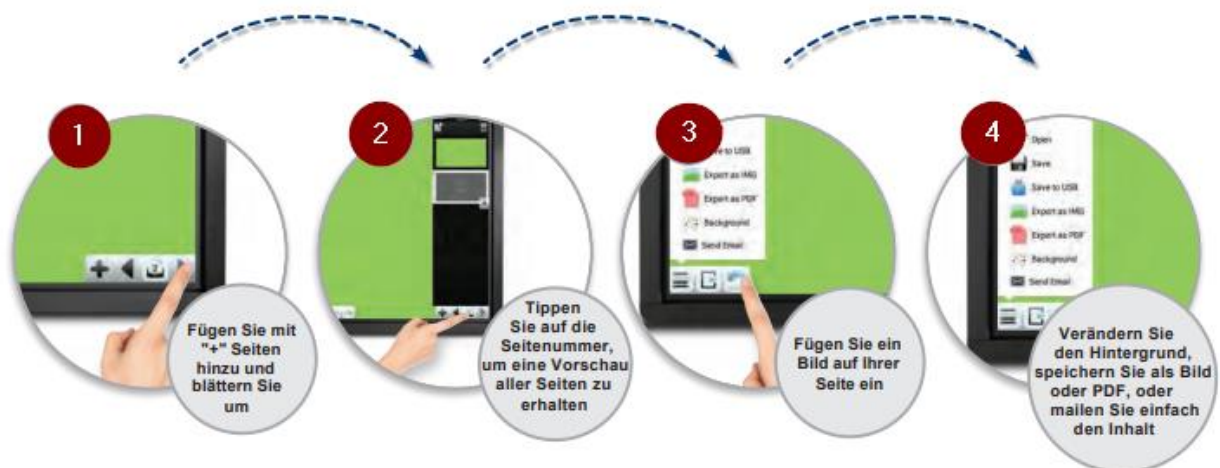 1
2
3
4
Save to USB
Export as IMG
Export as PDF
Background
Send Email
Open
Save
Save to USB
Export as IMG
Export as PDF
Background
Send Email
2
Fügen Sie mit
"+" Seiten
hinzu und
blättern Sie
um
Tippen
Sie auf die
Seitenummer,
um eine Vorschau
aller Seiten zu
erhalten
Fügen Sie ein
Bild auf Ihrer
Seite ein
Verändern Sie
den Hintergrund,
speichern Sie als Bild
oder PDF, oder
mailen Sie einfach
den Inhalt